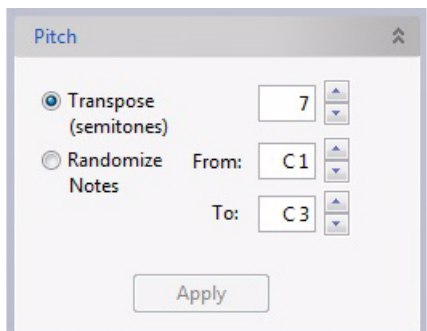 Pitch
Transpose 7
(semitones)
Randomize From: C 1
Notes
To: C 3
Apply